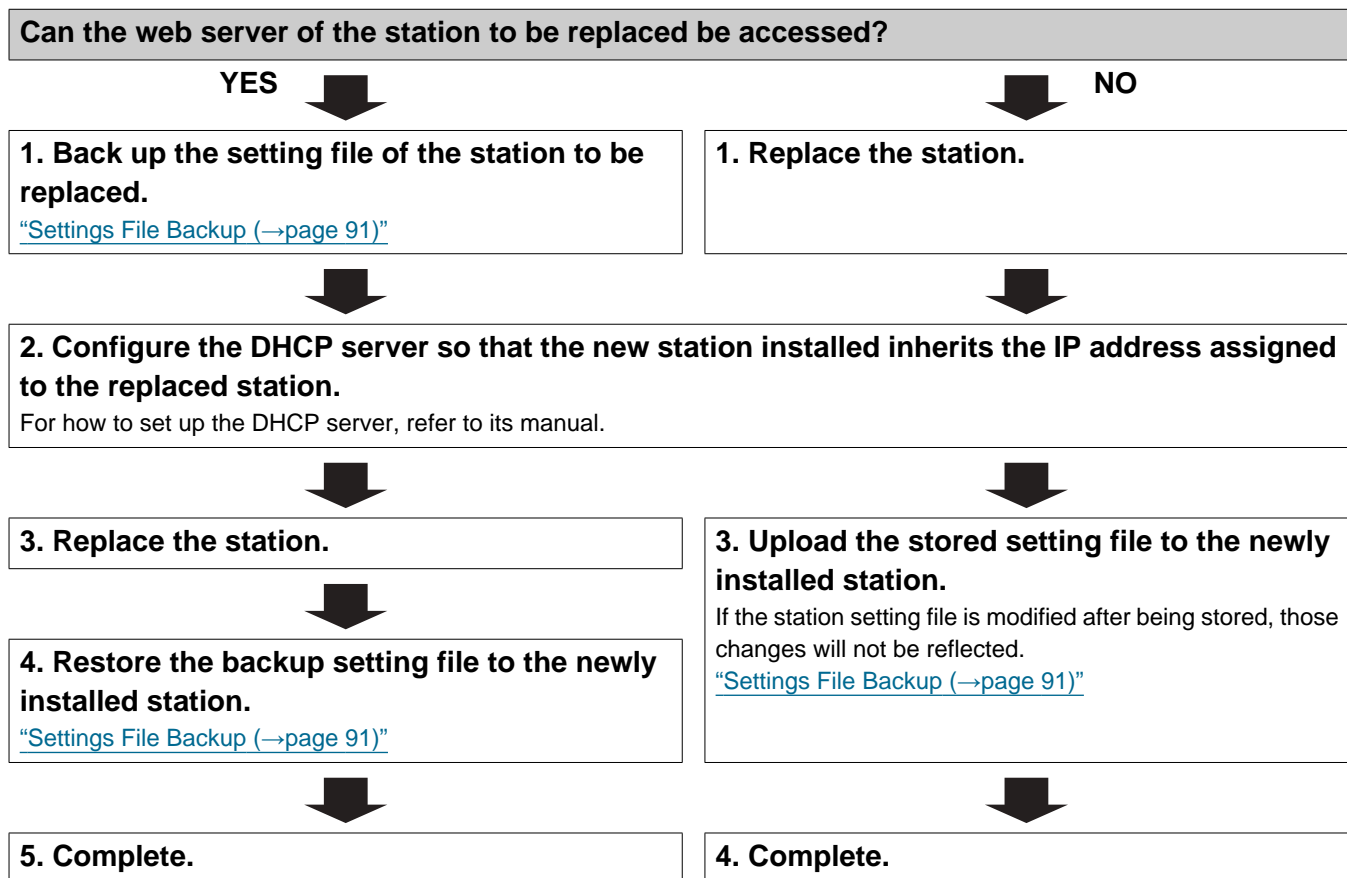 Can the web server of the station to be replaced be accessed?
YES
NO
1. Back up the setting file of the station to be
replaced.
“Settings File Backup (→page 91)”
1. Replace the station.
2. Configure the DHCP server so that the new station installed inherits the IP address assigned
to the replaced station.
For how to set up the DHCP server, refer to its manual.
3. Replace the station.
4. Restore the backup setting file to the newly
installed station.
“Settings File Backup (→page 91)”
3. Upload the stored setting file to the newly
installed station.
If the station setting file is modified after being stored, those
changes will not be reflected.
“Settings File Backup (→page 91)”
5. Complete.
4. Complete.